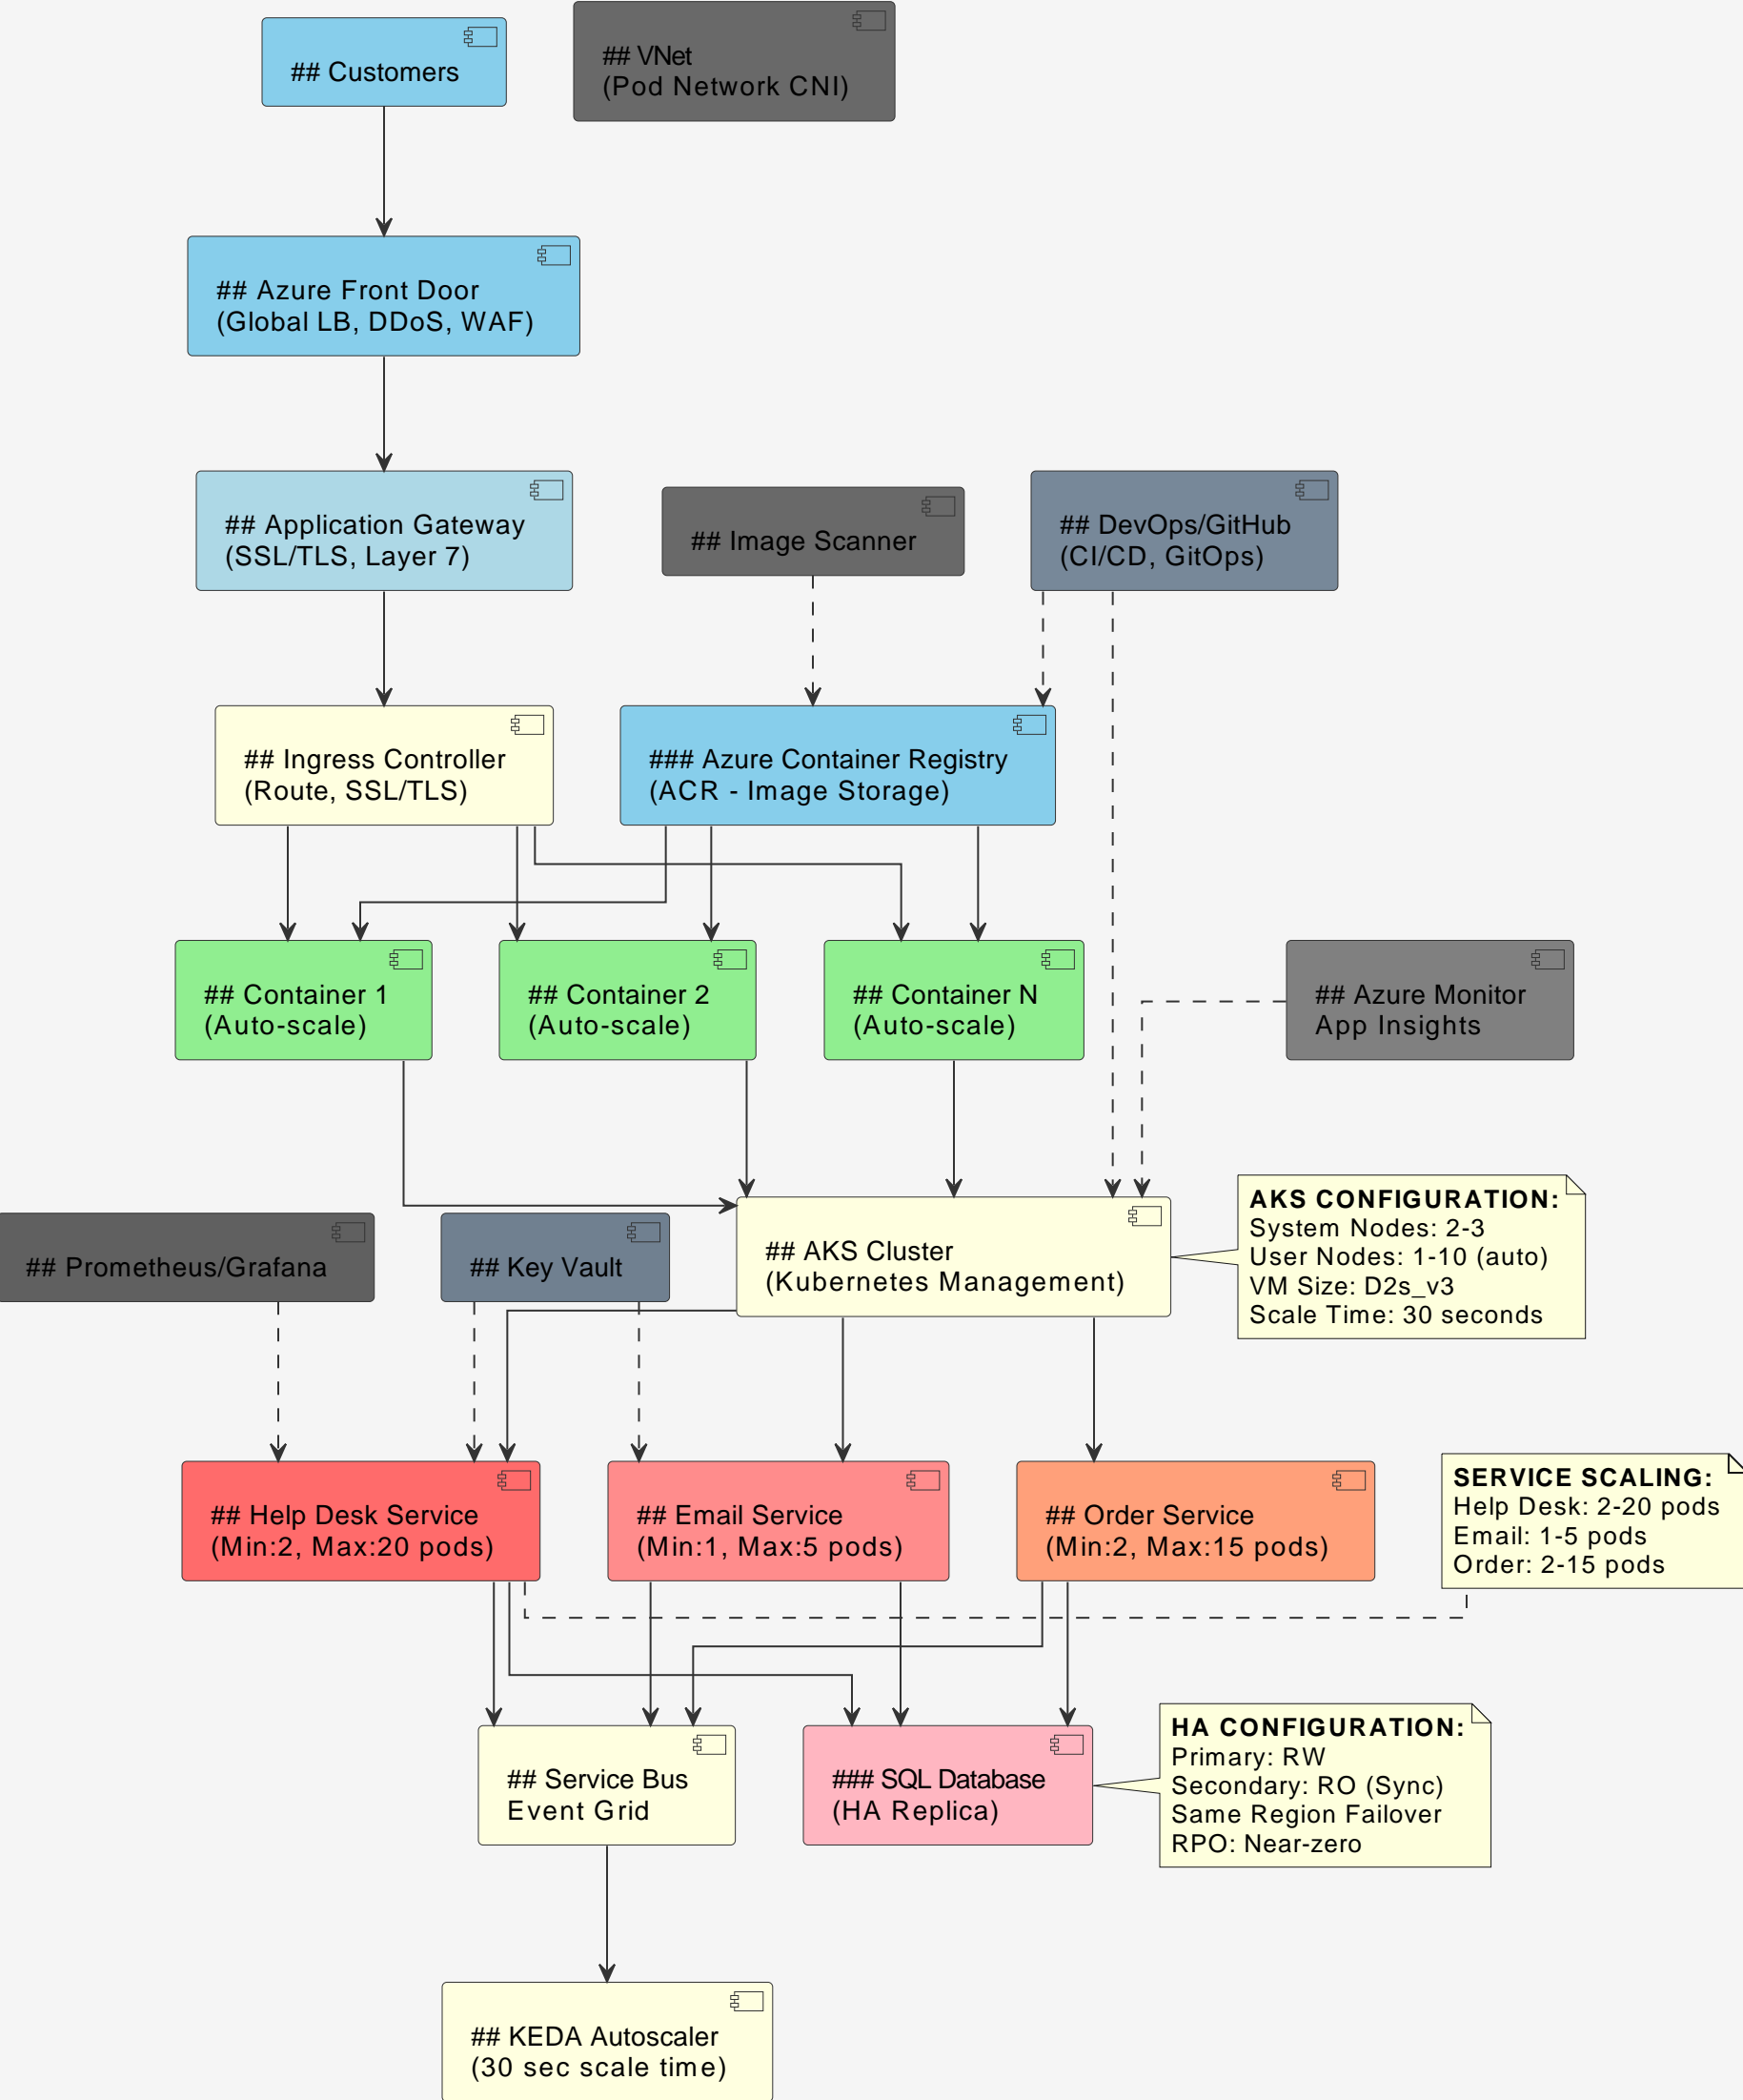 ## Customers
## VNet
(Pod Network CNI)
## Azure Front Door
(Global LB, DDoS, WAF)
## Application Gateway
(SSL/TLS, Layer 7)
## Image Scanner
## DevOps/GitHub
(CI/CD, GitOps)
## Ingress Controller
(Route, SSL/TLS)
### Azure Container Registry
(ACR - Image Storage)
## Container 1
(Auto-scale)
## Container 2
(Auto-scale)
## Container N
(Auto-scale)
## Azure Monitor
App Insights
## Prometheus/Grafana
## Key Vault
## AKS Cluster
(Kubernetes Management)
AKS CONFIGURATION:
System Nodes: 2-3
User Nodes: 1-10 (auto)
VM Size: D2s_v3
Scale Time: 30 seconds
## Help Desk Service
(Min:2, Max:20 pods)
## Email Service
(Min:1, Max:5 pods)
## Order Service
(Min:2, Max:15 pods)
SERVICE SCALING:
Help Desk: 2-20 pods
Email: 1-5 pods
Order: 2-15 pods
## Service Bus
Event Grid
### SQL Database
(HA Replica)
HA CONFIGURATION:
Primary: RW
Secondary: RO (Sync)
Same Region Failover
RPO: Near-zero
## KEDA Autoscaler
(30 sec scale time)